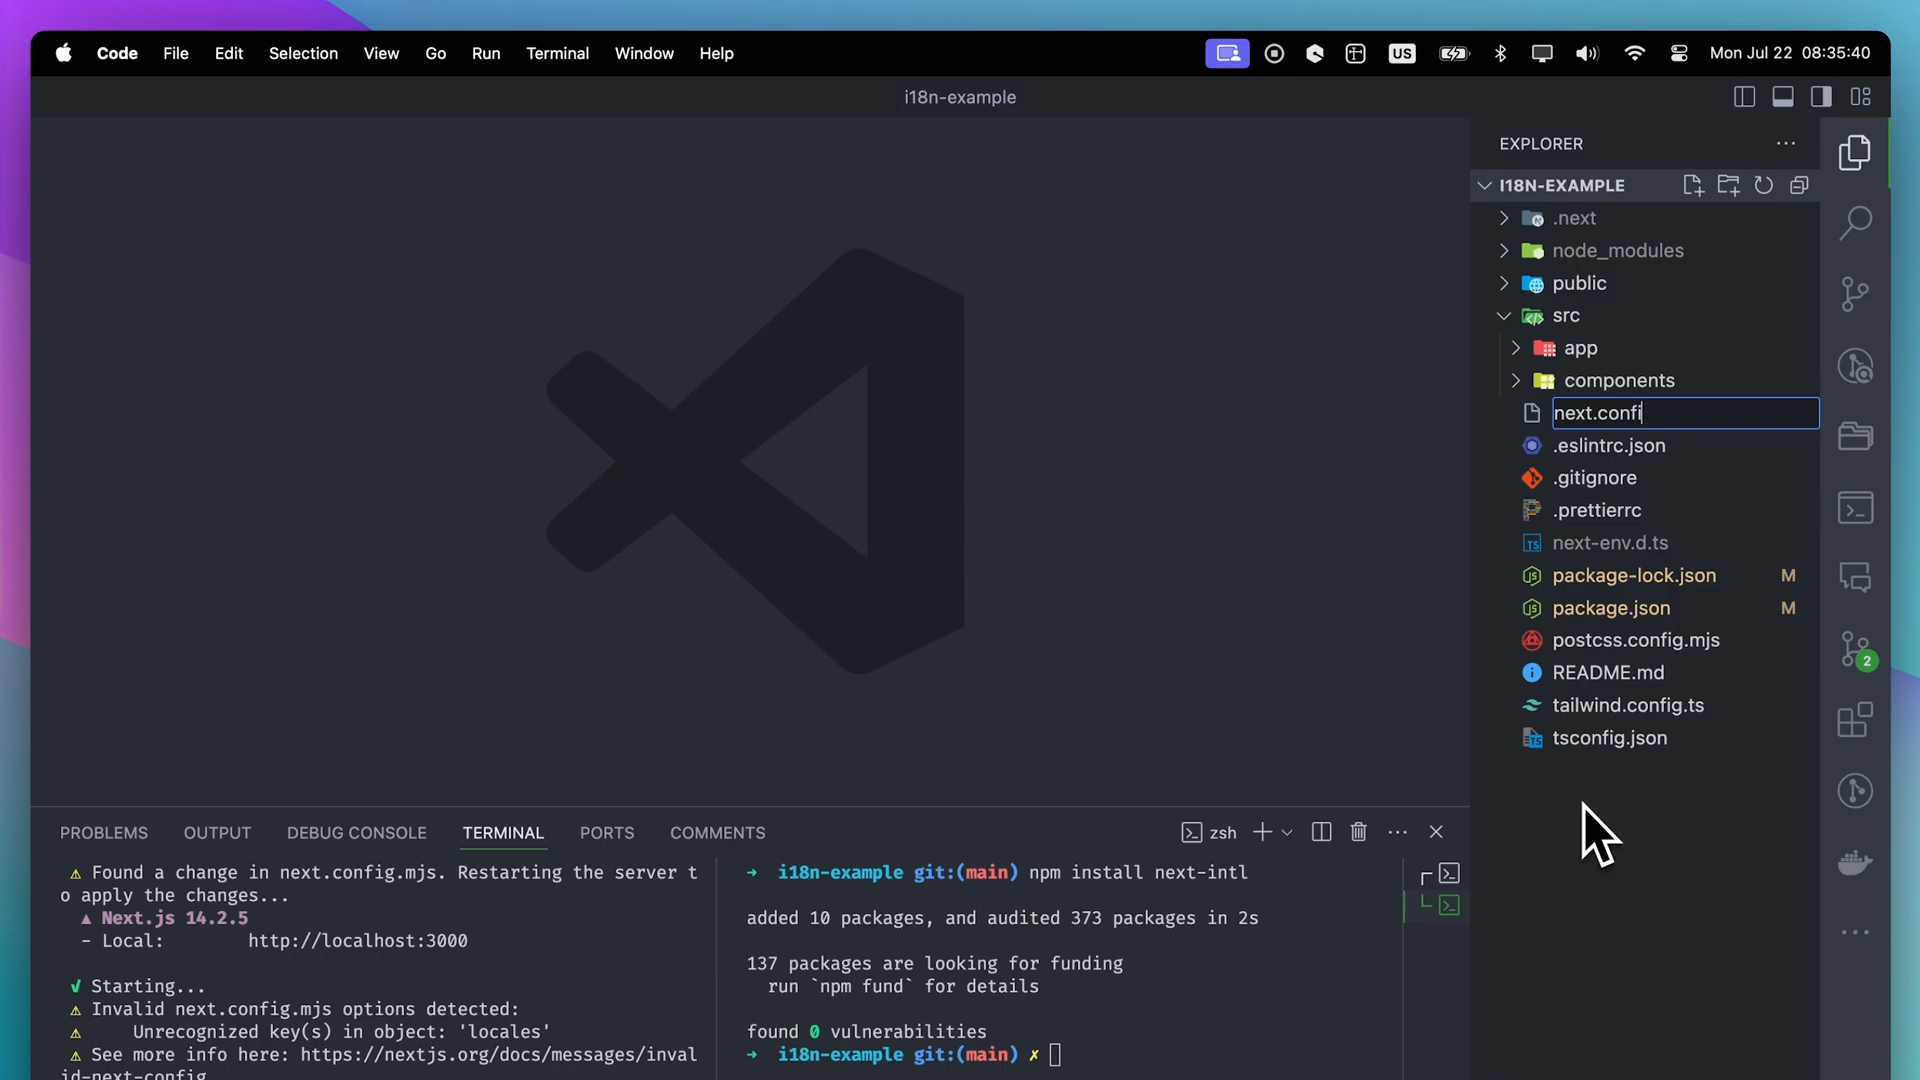 Code File Edit Selection View Go Run Terminal Window Help US Mon Jul 22 08:35:40
i18n-example
EXPLORER
I18N-EXAMPLE
.next
node_modules
public
src
app
components
next.confi
.eslintrc.json
.gitignore
.prettierrc
next-env.d.ts
package-lock.json M
package.json M
postcss.config.mjs
README.md
tailwind.config.ts
tsconfig.json
2
PROBLEMS OUTPUT DEBUG CONSOLE TERMINAL PORTS COMMENTS zsh
⚠ Found a change in next.config.mjs. Restarting the server t
o apply the changes...
▲ Next.js 14.2.5
- Local: http://localhost:3000
✓ Starting...
⚠ Invalid next.config.mjs options detected:
⚠ Unrecognized key(s) in object: 'locales'
⚠ See more info here: https://nextjs.org/docs/messages/inval
id-next-config
➜ i18n-example git:(main) npm install next-intl
added 10 packages, and audited 373 packages in 2s
137 packages are looking for funding
run `npm fund` for details
found 0 vulnerabilities
➜ i18n-example git:(main) ✗